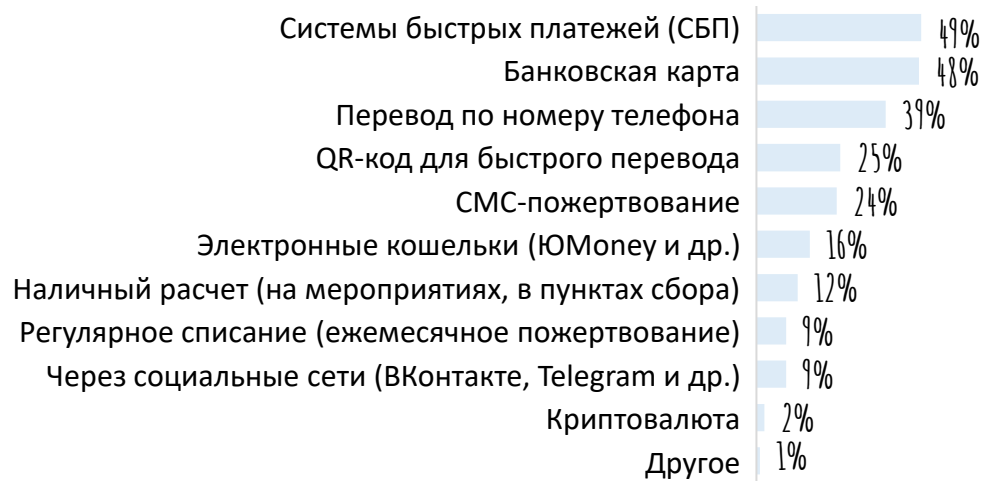 Системы быстрых платежей (СБП) 49%
Банковская карта 48%
Перевод по номеру телефона 39%
QR-код для быстрого перевода 25%
СМС-пожертвование 24%
Электронные кошельки (ЮMoney и др.) 16%
Наличный расчет (на мероприятиях, в пунктах сбора) 12%
Регулярное списание (ежемесячное пожертвование) 9%
Через социальные сети (ВКонтакте, Telegram и др.) 9%
Криптовалюта 2%
Другое 1%